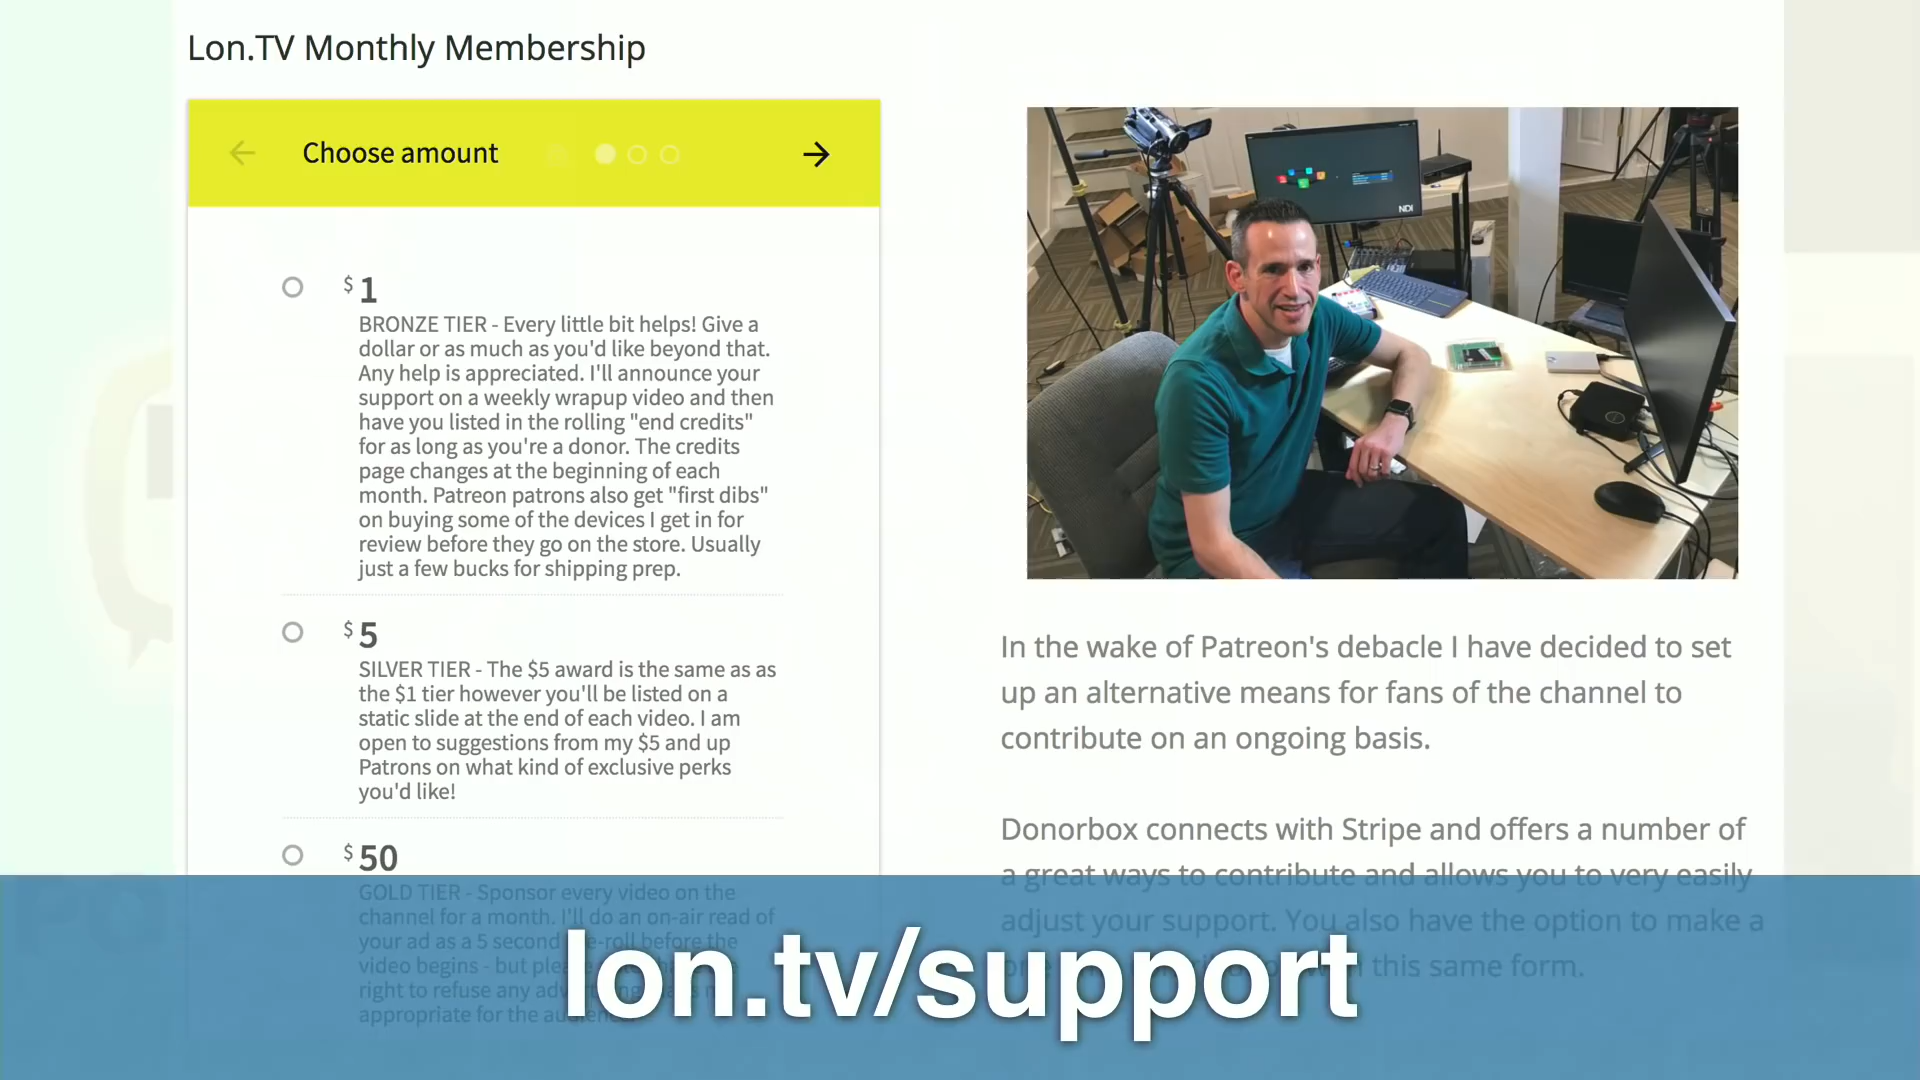 Lon.TV Monthly Membership
Choose amount
$1
BRONZE TIER - Every little bit helps! Give a
dollar or as much as you'd like beyond that.
Any help is appreciated. I'll announce your
support on a weekly wrapup video and then
have you listed in the rolling "end credits"
for as long as you're a donor. The credits
page changes at the beginning of each
month. Patreon patrons also get "first dibs"
on buying some of the devices I get in for
review before they go on the store. Usually
just a few bucks for shipping prep.
$5
SILVER TIER - The $5 award is the same as as
the $1 tier however you'll be listed on a
static slide at the end of each video. I am
open to suggestions from my $5 and up
Patrons on what kind of exclusive perks
you'd like!
$50
GOLD TIER - Sponsor every video on the
channel for a month. I'll do an on-air read of
your ad as a 5 second before the
video begins - but
right to refuse any
appropriate for the
NDI
In the wake of Patreon's debacle I have decided to set
up an alternative means for fans of the channel to
contribute on an ongoing basis.
Donorbox connects with Stripe and offers a number of
a great ways to contribute and allows you to very easily
adjust your support. You also have the option to make a
this same form.
lon.tv/support